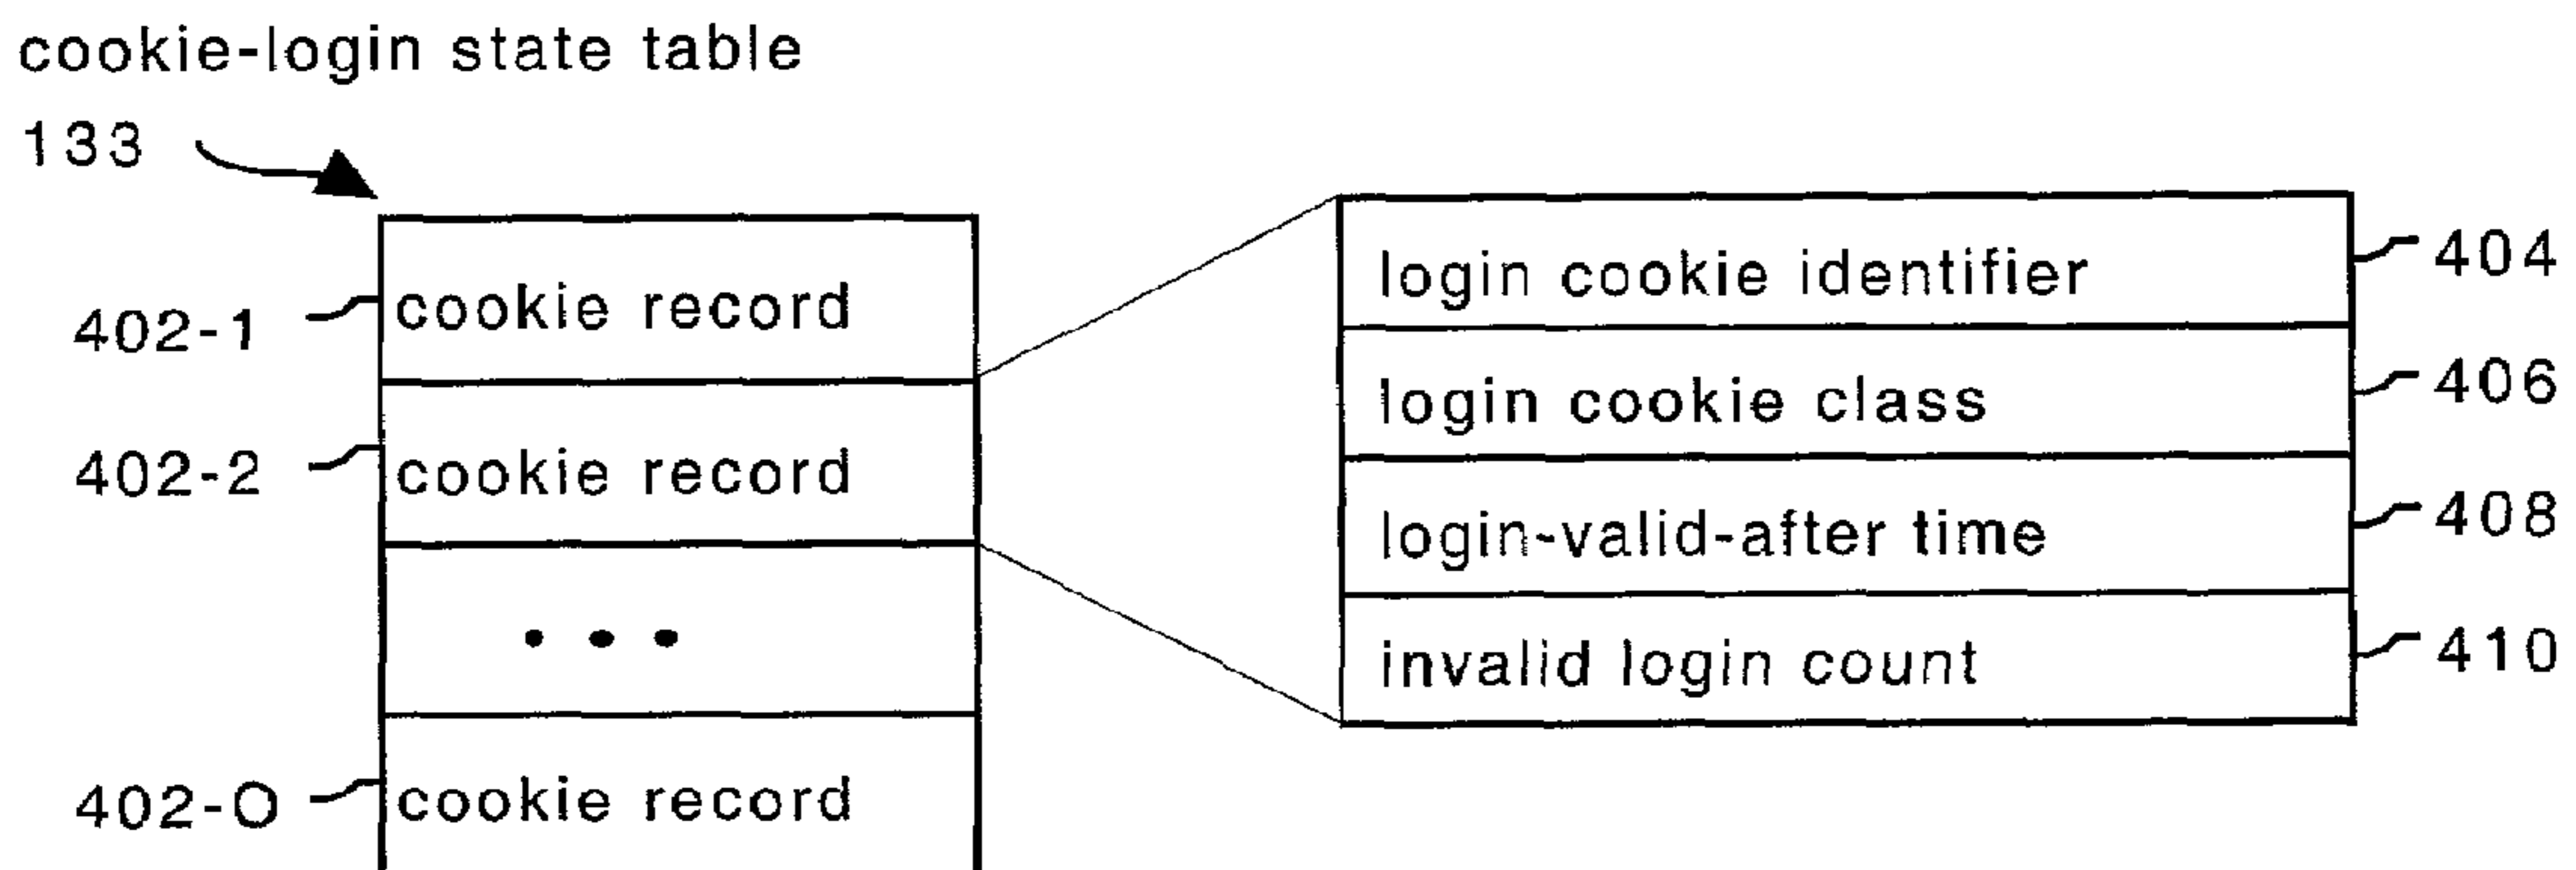 cookie-login state table
133
402-1 cookie record
402-2 cookie record
• • •
402-O cookie record
login cookie identifier 404
login cookie class 406
login-valid-after time 408
invalid login count 410